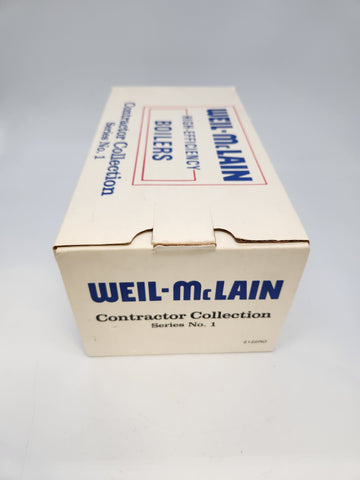 WEIL-McLAIN
HIGH-EFFICIENCY
BOILERS
Contractor Collection
Series No. 1
WEIL-McLAIN
Contractor Collection
Series No. 1